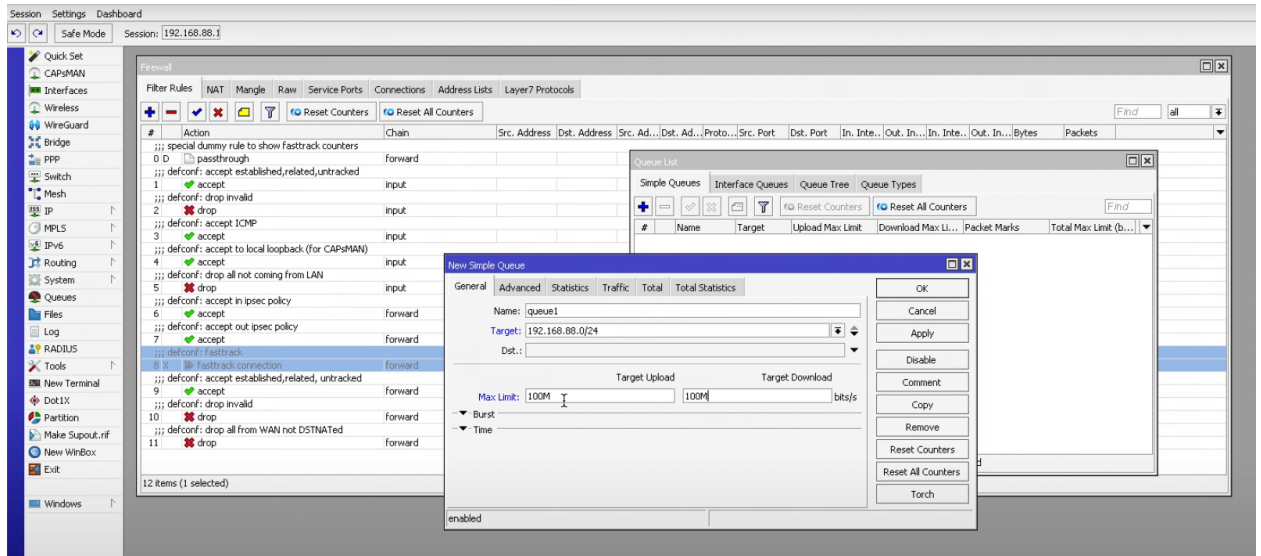 Session Settings Dashboard
Safe Mode Session: 192.168.88.1
Quick Set
CAPsMAN
Interfaces
Wireless
WireGuard
Bridge
PPP
Switch
Mesh
IP
MPLS
IPv6
Routing
System
Queues
Files
Log
RADIUS
Tools
New Terminal
Dot1X
Partition
Make Supout.rif
New WinBox
Exit
Windows
Firewall
Filter Rules NAT Mangle Raw Service Ports Connections Address Lists Layer7 Protocols
Reset Counters Reset All Counters Find all
# Action Chain Src. Address Dst. Address Src. Ad... Dst. Ad... Proto... Src. Port Dst. Port In. Inte... Out. In... In. Inte... Out. In... Bytes Packets
;;; special dummy rule to show fasttrack counters
0 D passthrough forward
;;; defconf: accept established,related,untracked
1 accept input
;;; defconf: drop invalid
2 drop input
;;; defconf: accept ICMP
3 accept input
;;; defconf: accept to local loopback (for CAPsMAN)
4 accept input
;;; defconf: drop all not coming from LAN
5 drop input
;;; defconf: accept in ipsec policy
6 accept forward
;;; defconf: accept out ipsec policy
7 accept forward
;;; defconf: fasttrack
8 X fasttrack connection forward
;;; defconf: accept established,related, untracked
9 accept forward
;;; defconf: drop invalid
10 drop forward
;;; defconf: drop all from WAN not DSTNATed
11 drop forward
12 items (1 selected)
Queue List
Simple Queues Interface Queues Queue Tree Queue Types
Reset Counters Reset All Counters Find
# Name Target Upload Max Limit Download Max Li... Packet Marks Total Max Limit (b...
New Simple Queue
General Advanced Statistics Traffic Total Total Statistics
Name: queue1
Target: 192.168.88.0/24
Dst.:
Target Upload Target Download
Max Limit: 100M 100M bits/s
Burst
Time
OK
Cancel
Apply
Disable
Comment
Copy
Remove
Reset Counters
Reset All Counters
Torch
enabled